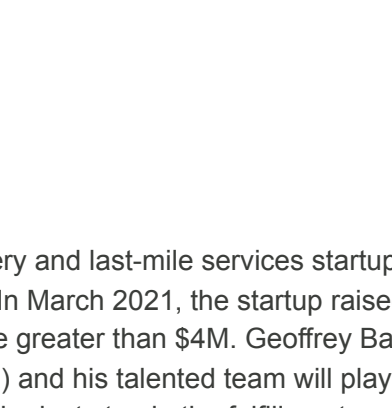 ery and last-mile services startup
In March 2021, the startup raise
e greater than $4M. Geoffrey Ba
) and his talented team will play